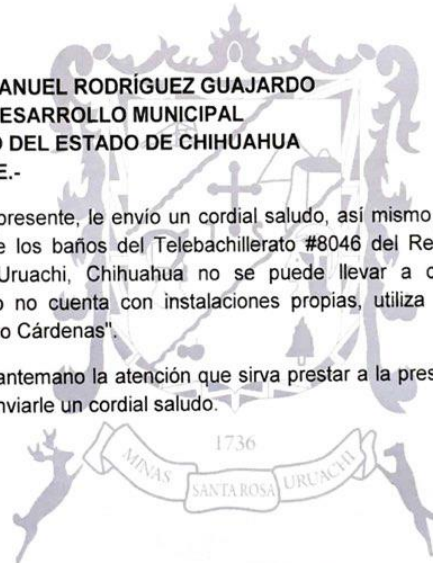 ANUEL RODRÍGUEZ GUAJARDO
ESARROLLO MUNICIPAL
DEL ESTADO DE CHIHUAHUA
E.-
presente, le envío un cordial saludo, así mismo
e los baños del Telebachillerato #8046 del Re
Uruachi, Chihuahua no se puede llevar a c
o no cuenta con instalaciones propias, utiliza
o Cárdenas".
antemano la atención que sirva prestar a la pres
nviarle un cordial saludo.
1736
MINAS SANTA ROSA URUACHI